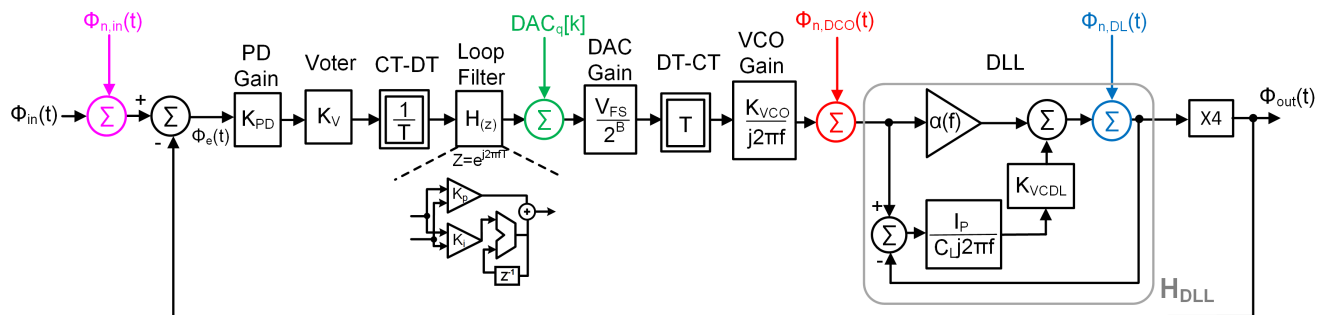 Φn,in(t)
DACq[k]
Φn,DCO(t)
Φn,DL(t)
PD Gain
Voter
CT-DT
Loop Filter
DAC Gain
DT-CT
VCO Gain
DLL
Φin(t)
+
Σ
Σ
-
Φe(t)
KPD
KV
1/T
H(z)
Σ
VFS/2^B
T
KVCO/j2πf
Σ
α(f)
Σ
Σ
X4
Φout(t)
Z=e^j2πfT
Kp
+
Ki
z⁻¹
KVCDL
+
Σ
-
IP/CLj2πf
HDLL